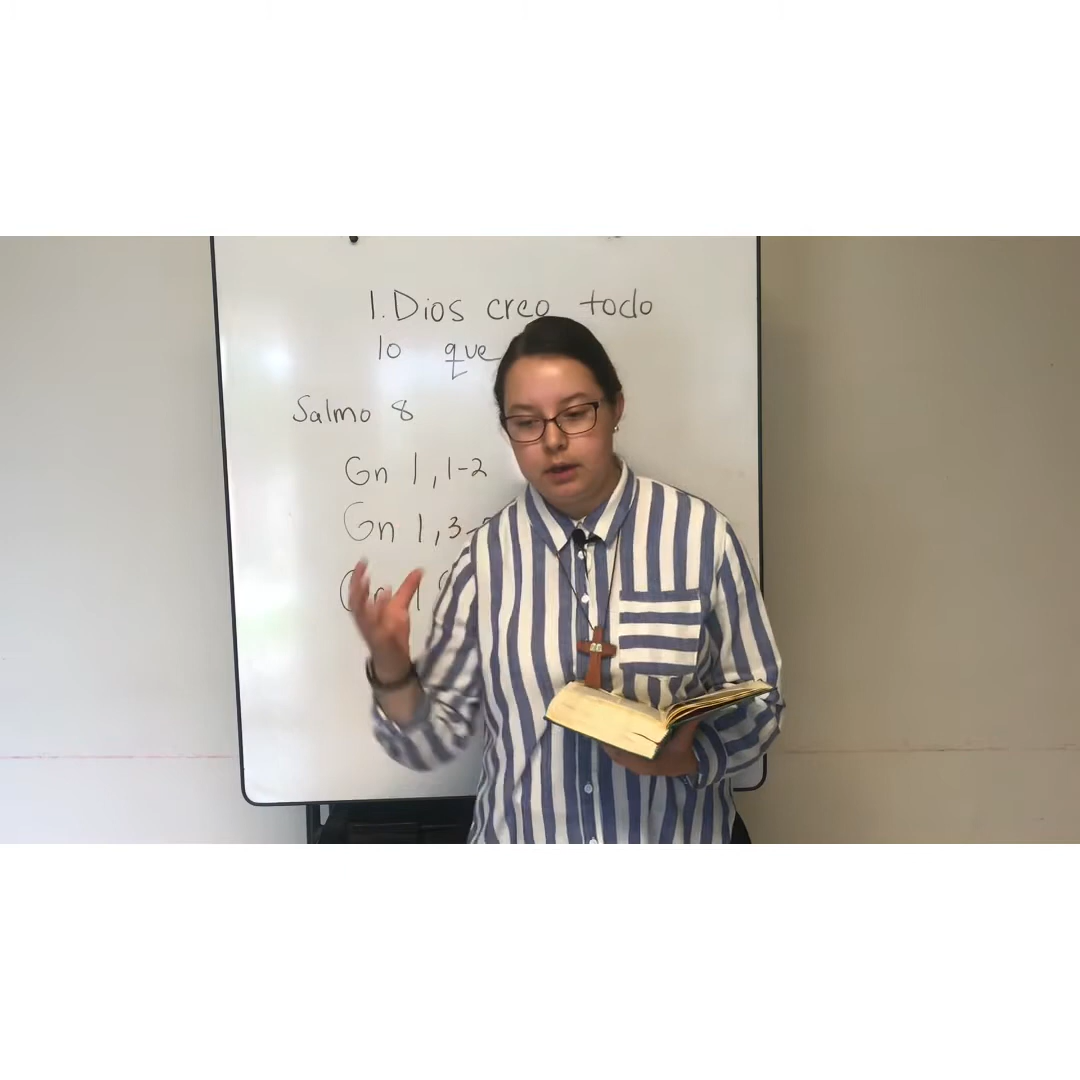 1. Dios creo todo
lo que
Salmo 8
Gn 1, 1-2
Gn 1, 3-